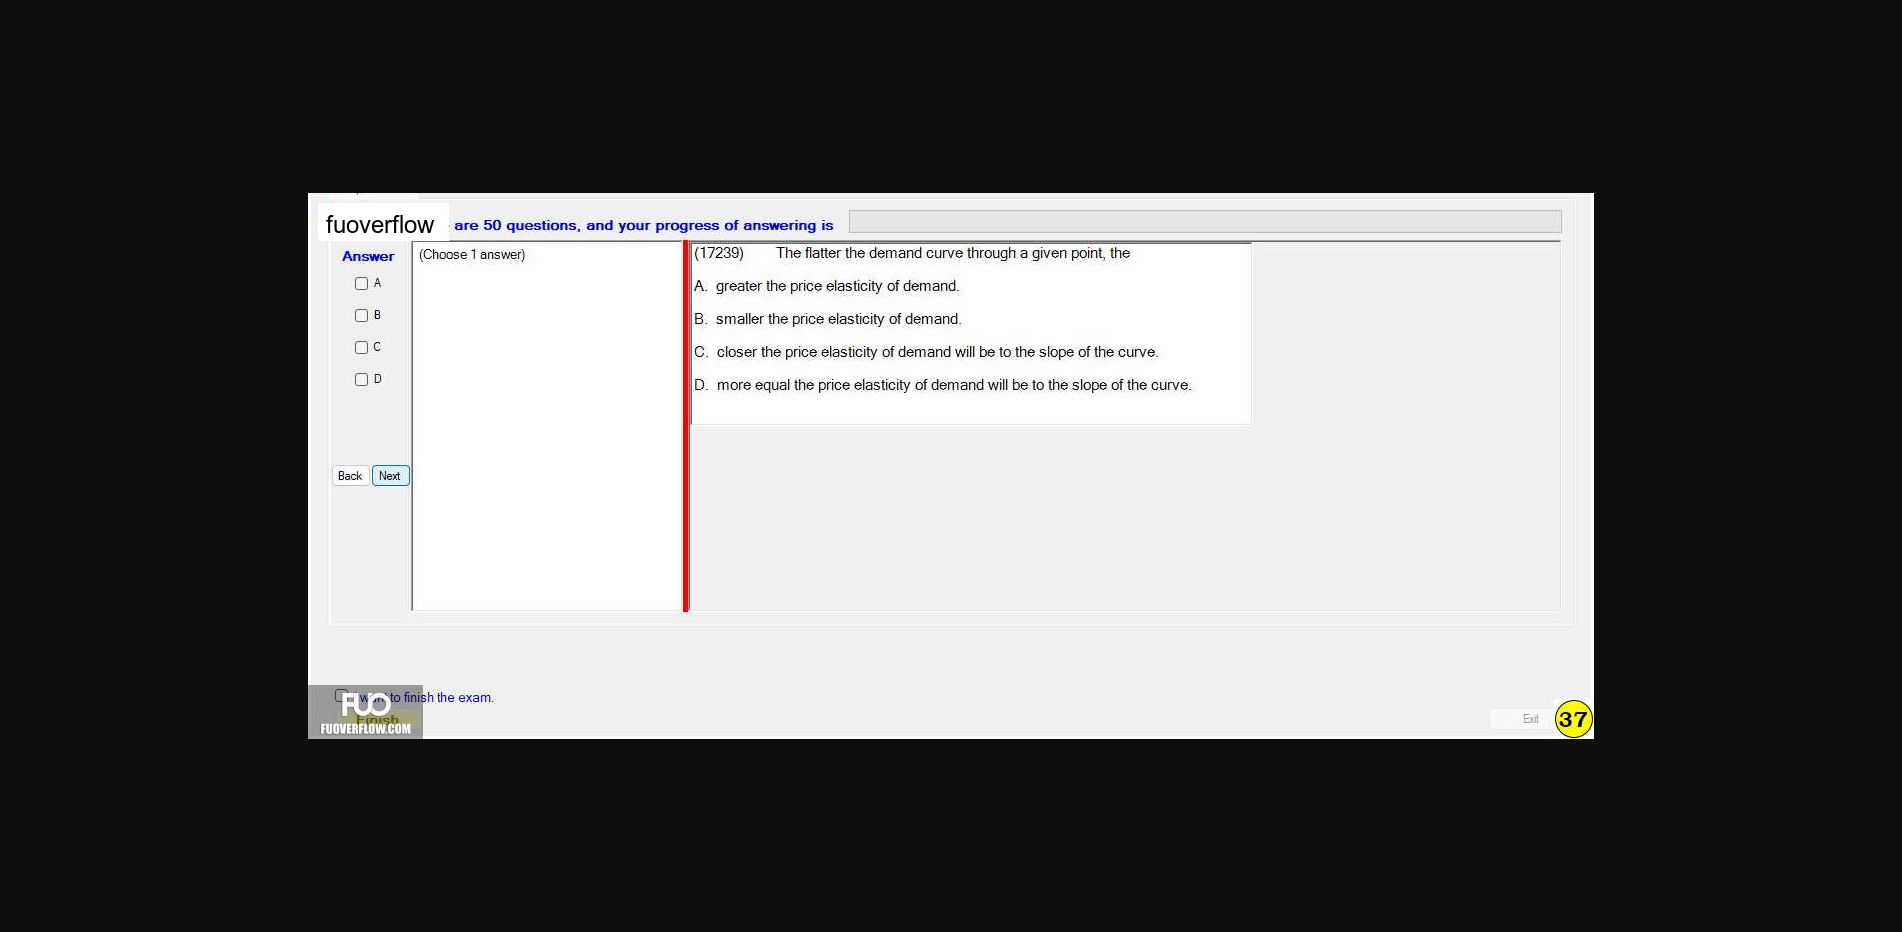 fuoverflow are 50 questions, and your progress of answering is
Answer
(Choose 1 answer)
A
B
C
D
Back Next
(17239) The flatter the demand curve through a given point, the
A. greater the price elasticity of demand.
B. smaller the price elasticity of demand.
C. closer the price elasticity of demand will be to the slope of the curve.
D. more equal the price elasticity of demand will be to the slope of the curve.
want to finish the exam.
FUO
Finish
FUOVERFLOW.COM
Exit
37